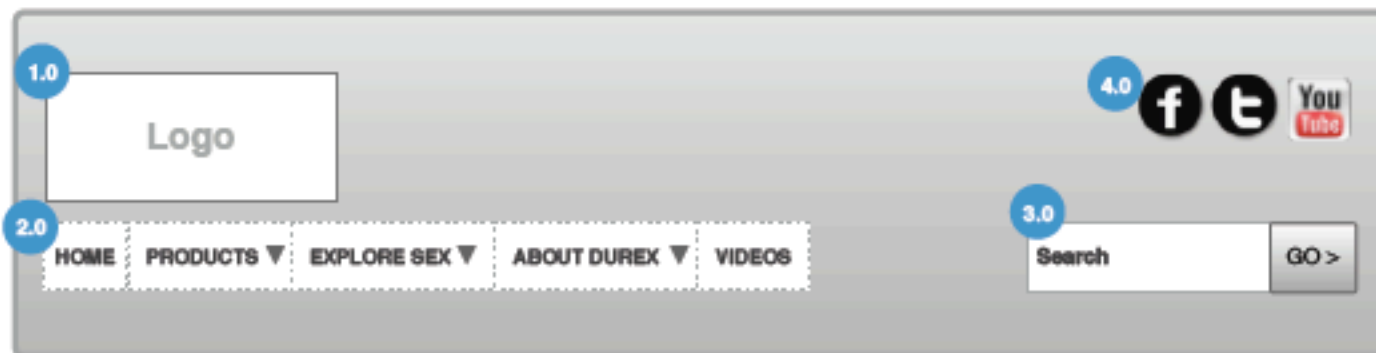 1.0
Logo
4.0
f t You Tube
2.0
HOME PRODUCTS EXPLORE SEX ABOUT DUREX VIDEOS
3.0
Search GO >